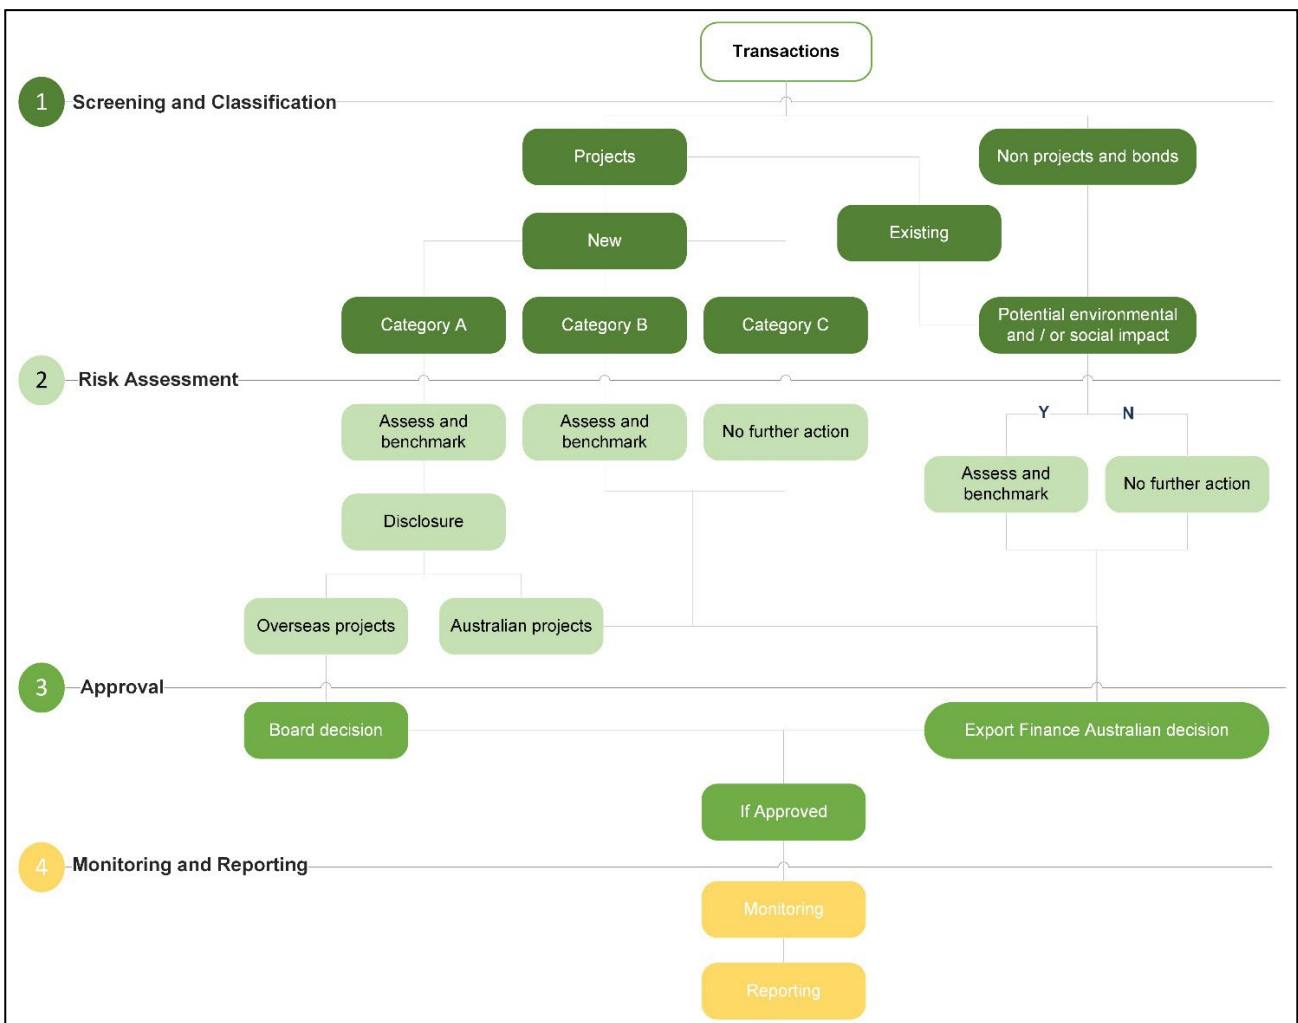 Transactions
1 Screening and Classification
Projects
Non projects and bonds
New
Existing
Category A
Category B
Category C
Potential environmental
and / or social impact
2 Risk Assessment
Assess and
benchmark
Assess and
benchmark
No further action
Y
N
Assess and
benchmark
No further action
Disclosure
Overseas projects
Australian projects
3 Approval
Board decision
Export Finance Australian decision
If Approved
4 Monitoring and Reporting
Monitoring
Reporting